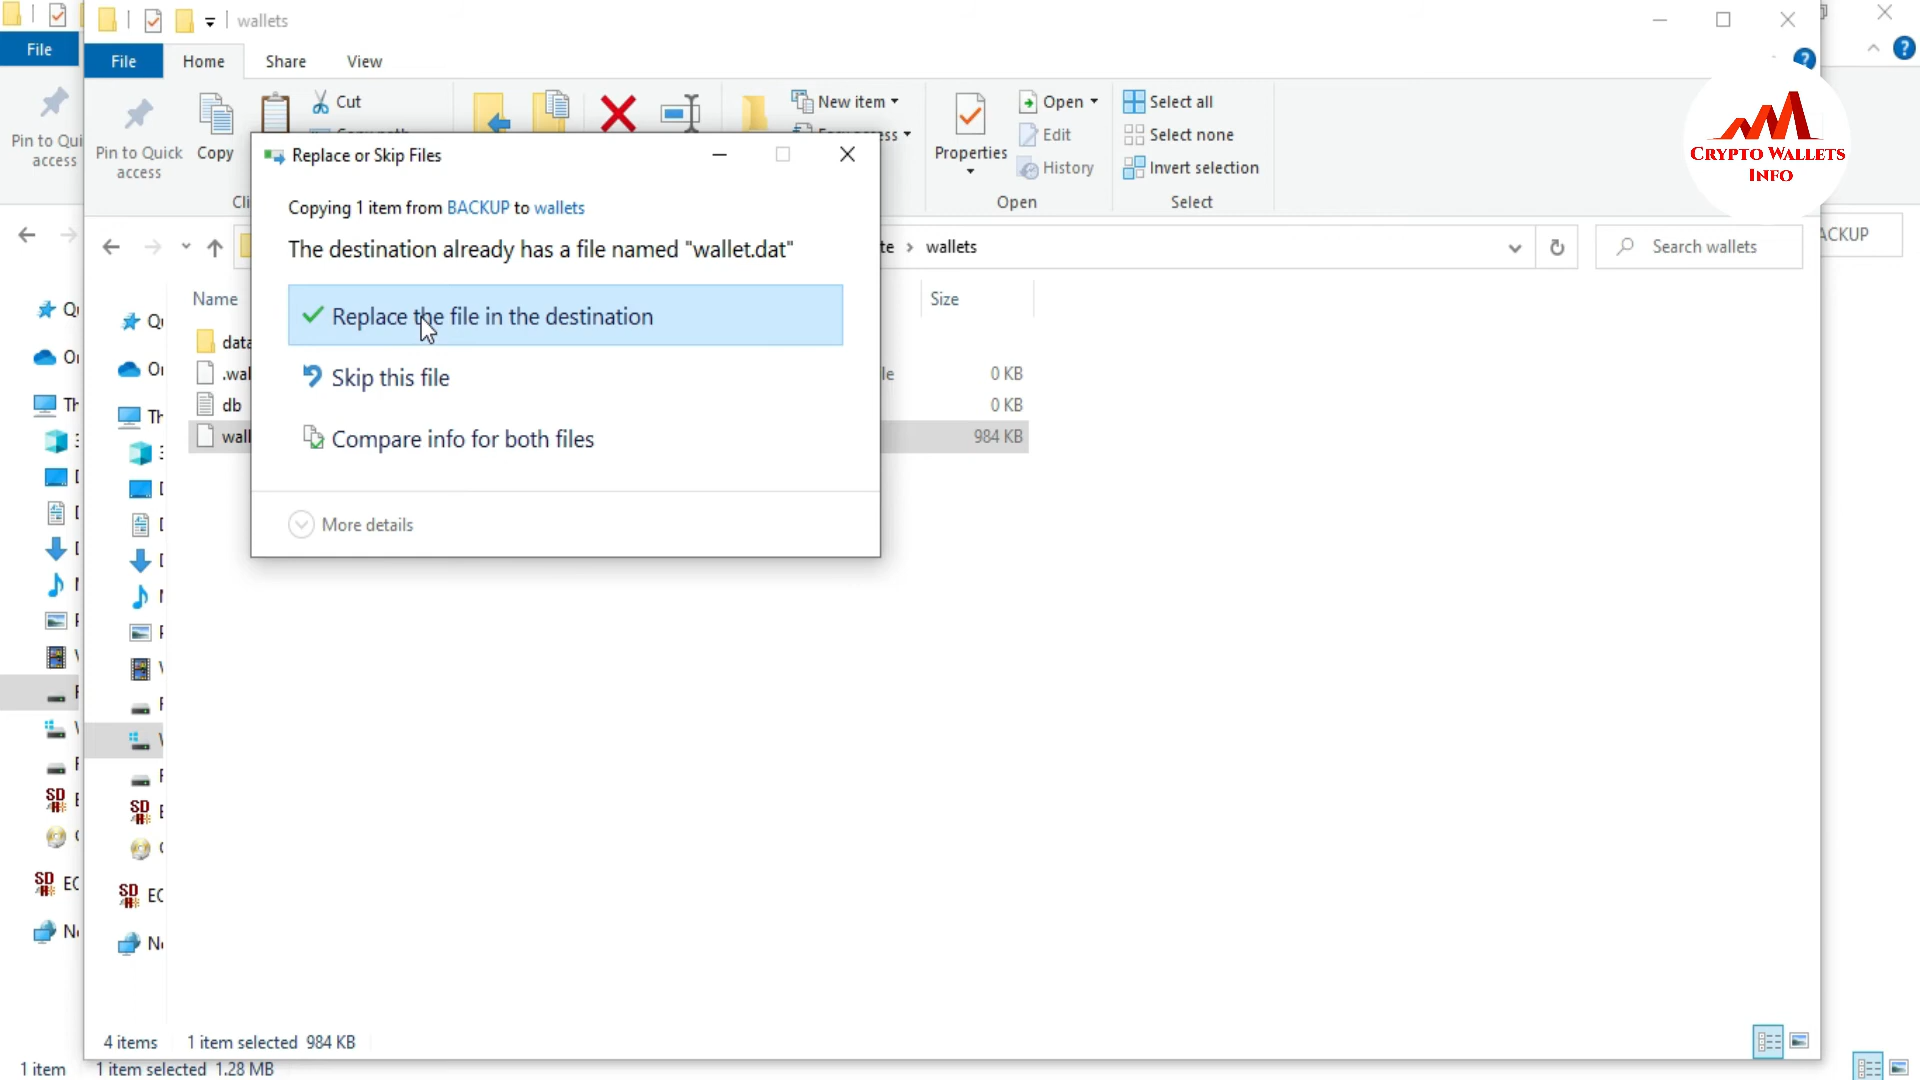 wallets
File
File
Home
Share
View
Pin to Quick access
Copy
Cut
New item
Open
Select all
Edit
Select none
Properties
History
Invert selection
Open
Select
CRYPTO WALLETS
INFO
Replace or Skip Files
Copying 1 item from BACKUP to wallets
The destination already has a file named "wallet.dat"
Replace the file in the destination
Skip this file
Compare info for both files
More details
wallets
Search wallets
Name
Size
0 KB
db
0 KB
984 KB
4 items
1 item selected 984 KB
1 item
1 item selected 1.28 MB